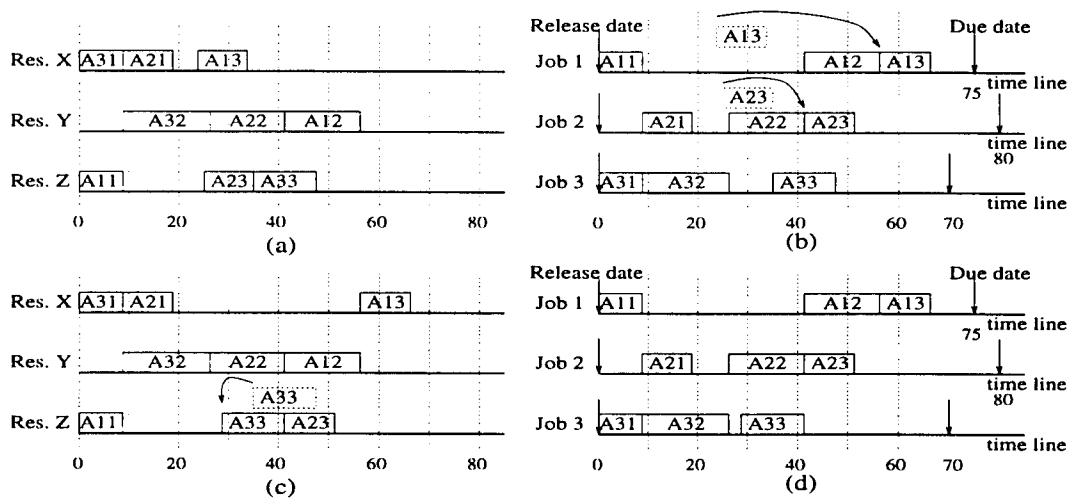 Res. X A31 A21 A13
Res. Y A32 A22 A12
Res. Z A11 A23 A33
0 20 40 60 80
(a)
Release date A13 Due date
Job 1 A11 A12 A13
time line
75
A23
Job 2 A21 A22 A23
time line
80
Job 3 A31 A32 A33
time line
0 20 40 60 70
(b)
Res. X A31 A21 A13
Res. Y A32 A22 A12
A33
Res. Z A11 A33 A23
0 20 40 60 80
(c)
Release date Due date
Job 1 A11 A12 A13
time line
75
Job 2 A21 A22 A23
time line
80
Job 3 A31 A32 A33
time line
0 20 40 60 70
(d)